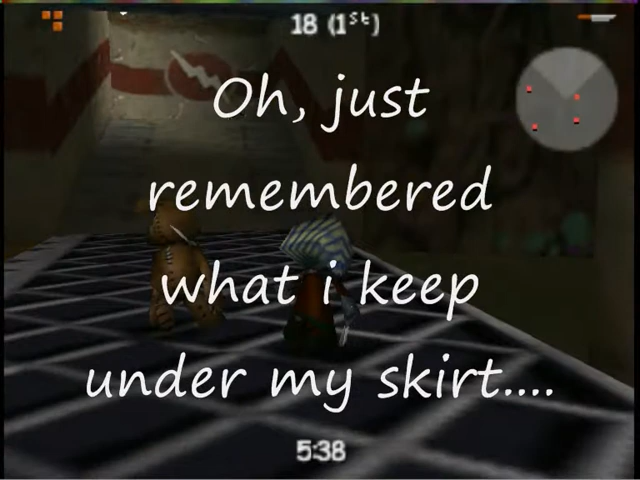 18 (1st)
Oh, just
remembered
what i keep
under my skirt....
5:38